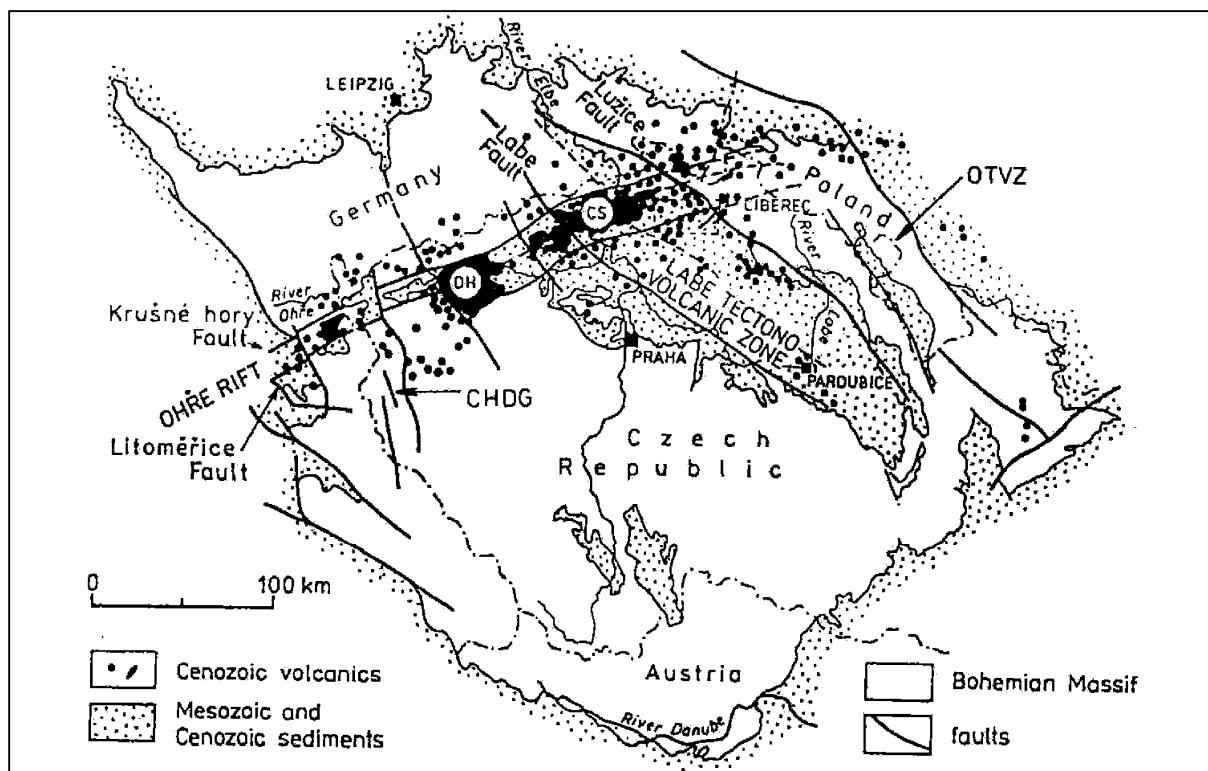 River
Elbe
LEIPZIG
Lužice
Fault
Labe
Fault
Germany
Poland
OTVZ
CS
LIBEREC
River
Labe
DH
River
Ohře
Krušné hory
Fault
LABE TECTONO
VOLCANIC ZONE
PRAHA
PARDUBICE
OHŘE RIFT
CHDG
Litoměřice
Fault
Czech
Republic
0 100 km
Austria
River Danube
Cenozoic volcanics
Mesozoic and
Cenozoic sediments
Bohemian Massif
faults